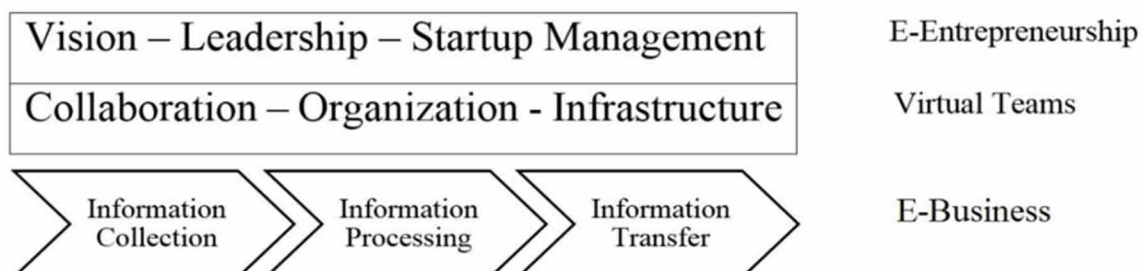 Vision – Leadership – Startup Management
E-Entrepreneurship
Collaboration – Organization - Infrastructure
Virtual Teams
Information
Collection
Information
Processing
Information
Transfer
E-Business